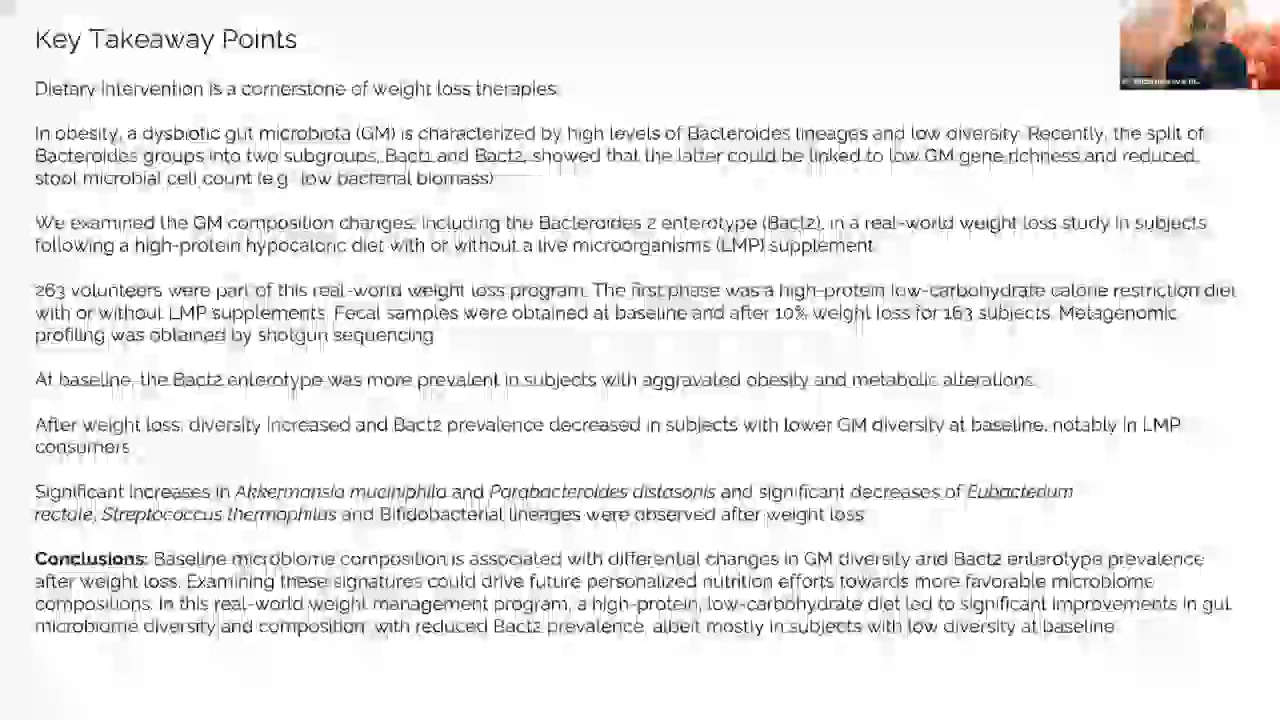 Key Takeaway Points
Dietary Intervention is a cornerstone of weight loss therapies.
In obesity, a dysbiotic gut microbiota (GM) is characterized by high levels of Bacteroides lineages and low diversity. Recently, the split of
Bacteroides groups into two subgroups, Bact1 and Bact2, showed that the latter could be linked to low GM gene richness and reduced
stool microbial cell count (e.g. low bacterial biomass)
We examined the GM composition changes, including the Bacteroides 2 enterotype (Bact2), in a real-world weight loss study in subjects
following a high-protein hypocaloric diet with or without a live microorganisms (LMP) supplement.
263 volunteers were part of this real-world weight loss program. The first phase was a high-protein low-carbohydrate calorie restriction diet
with or without LMP supplements. Fecal samples were obtained at baseline and after 10% weight loss for 163 subjects. Metagenomic
profiling was obtained by shotgun sequencing
At baseline, the Bact2 enterotype was more prevalent in subjects with aggravated obesity and metabolic alterations.
After weight loss, diversity increased and Bact2 prevalence decreased in subjects with lower GM diversity at baseline, notably in LMP
consumers
Significant increases in Akkermansia muciniphila and Parabacteroides distasonis and significant decreases of Eubacterium
rectale, Streptococcus thermophilus and Bifidobacterial lineages were observed after weight loss
Conclusions: Baseline microbiome composition is associated with differential changes in GM diversity and Bact2 enterotype prevalence
after weight loss. Examining these signatures could drive future personalized nutrition efforts towards more favorable microbiome
compositions. In this real-world weight management program, a high-protein, low-carbohydrate diet led to significant improvements in gut
microbiome diversity and composition, with reduced Bact2 prevalence, albeit mostly in subjects with low diversity at baseline